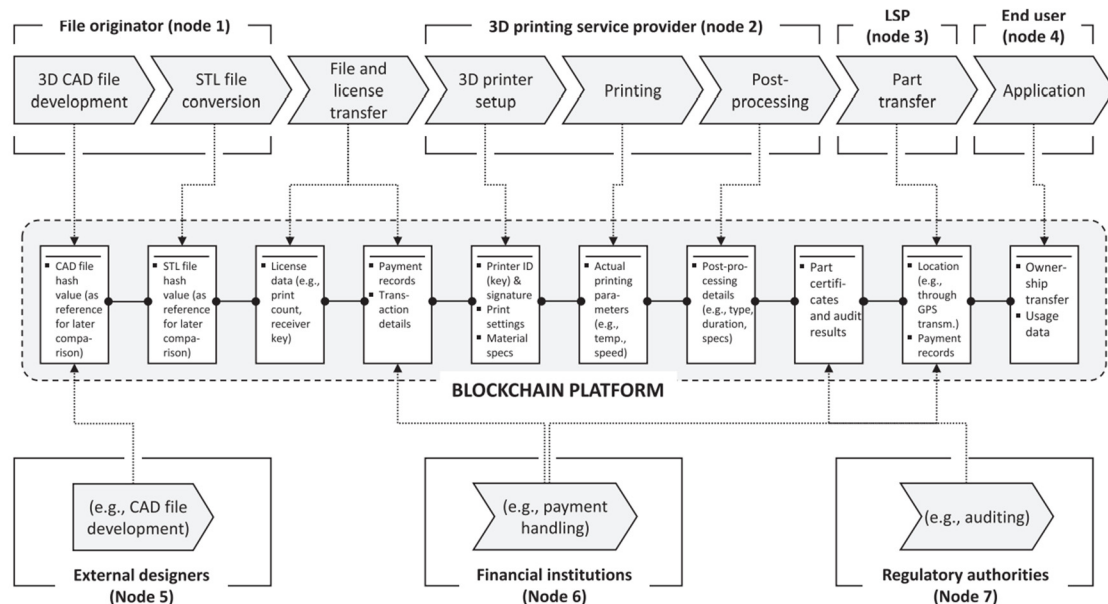 File originator (node 1)
3D printing service provider (node 2)
LSP
(node 3)
End user
(node 4)
3D CAD file
development
STL file
conversion
File and
license
transfer
3D printer
setup
Printing
Post-
processing
Part
transfer
Application
▪ CAD file
hash
value (as
reference
for later
compa-
rison)
▪ STL file
hash
value (as
reference
for later
compa-
rison)
▪ License
data (e.g.,
print
count,
receiver
key)
▪ Payment
records
▪ Trans-
action
details
▪ Printer ID
(key) &
signature
▪ Print
settings
▪ Material
specs
▪ Actual
printing
para-
meters
(e.g.,
temp.,
speed)
▪ Post-pro-
cessing
details
(e.g., type,
duration,
specs)
▪ Part
certifi-
cates
and audit
results
▪ Location
(e.g.,
through
GPS
transm.)
▪ Payment
records
▪ Owner-
ship
transfer
▪ Usage
data
BLOCKCHAIN PLATFORM
(e.g., CAD file
development)
(e.g., payment
handling)
(e.g., auditing)
External designers
(Node 5)
Financial institutions
(Node 6)
Regulatory authorities
(Node 7)